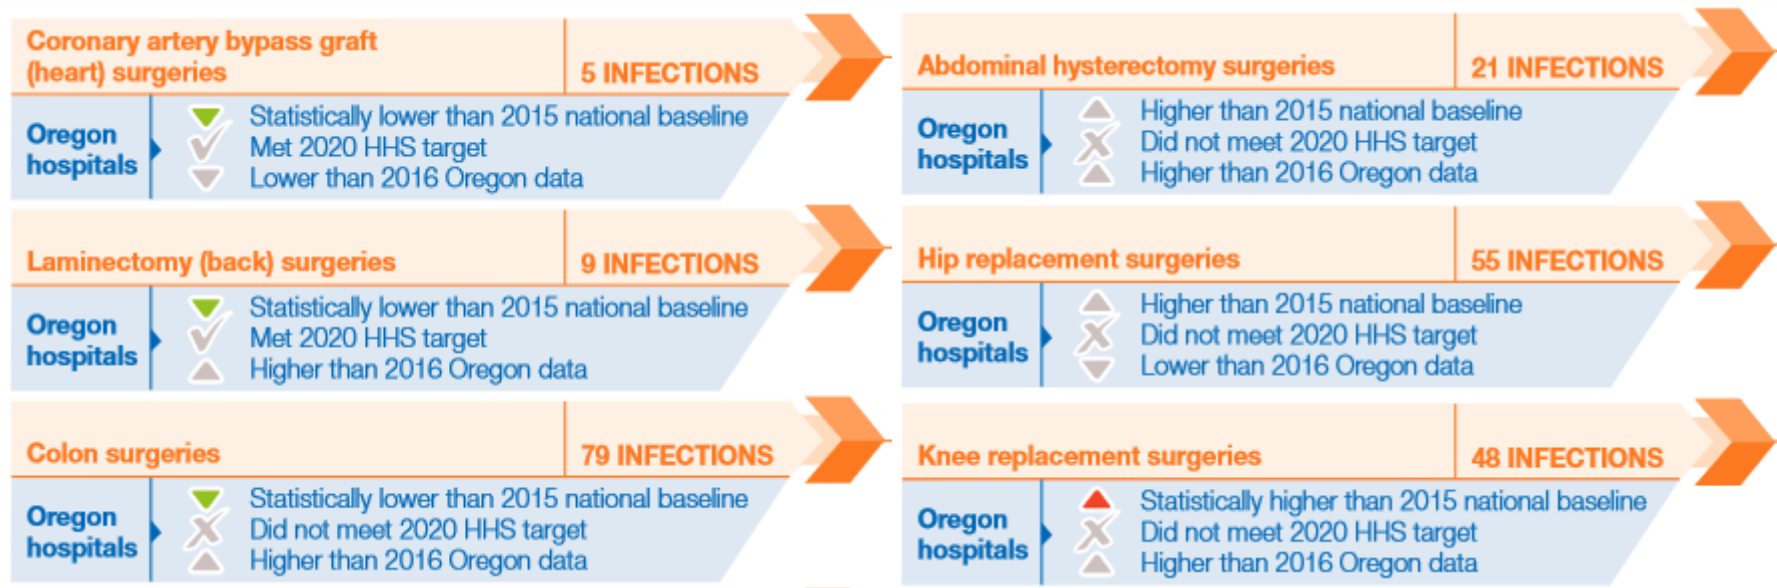 Coronary artery bypass graft
(heart) surgeries
5 INFECTIONS
Oregon
hospitals
Statistically lower than 2015 national baseline
Met 2020 HHS target
Lower than 2016 Oregon data
Laminectomy (back) surgeries
9 INFECTIONS
Oregon
hospitals
Statistically lower than 2015 national baseline
Met 2020 HHS target
Higher than 2016 Oregon data
Colon surgeries
79 INFECTIONS
Oregon
hospitals
Statistically lower than 2015 national baseline
Did not meet 2020 HHS target
Higher than 2016 Oregon data
Abdominal hysterectomy surgeries
21 INFECTIONS
Oregon
hospitals
Higher than 2015 national baseline
Did not meet 2020 HHS target
Higher than 2016 Oregon data
Hip replacement surgeries
55 INFECTIONS
Oregon
hospitals
Higher than 2015 national baseline
Did not meet 2020 HHS target
Lower than 2016 Oregon data
Knee replacement surgeries
48 INFECTIONS
Oregon
hospitals
Statistically higher than 2015 national baseline
Did not meet 2020 HHS target
Higher than 2016 Oregon data